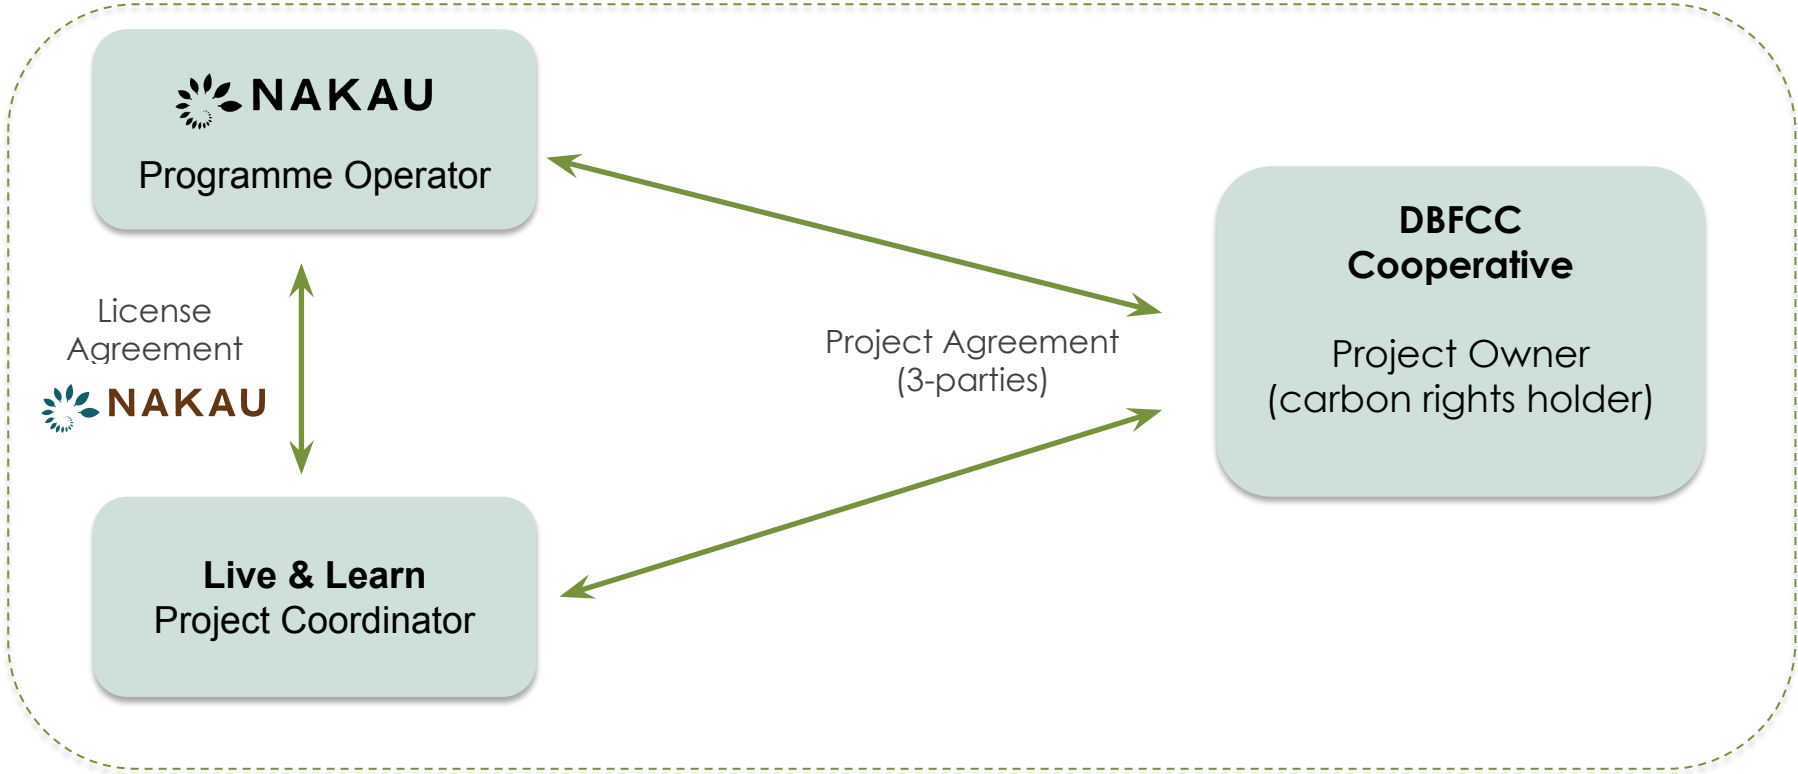 NAKAU
Programme Operator
License
Agreement
NAKAU
Live & Learn
Project Coordinator
Project Agreement
(3-parties)
DBFCC
Cooperative
Project Owner
(carbon rights holder)